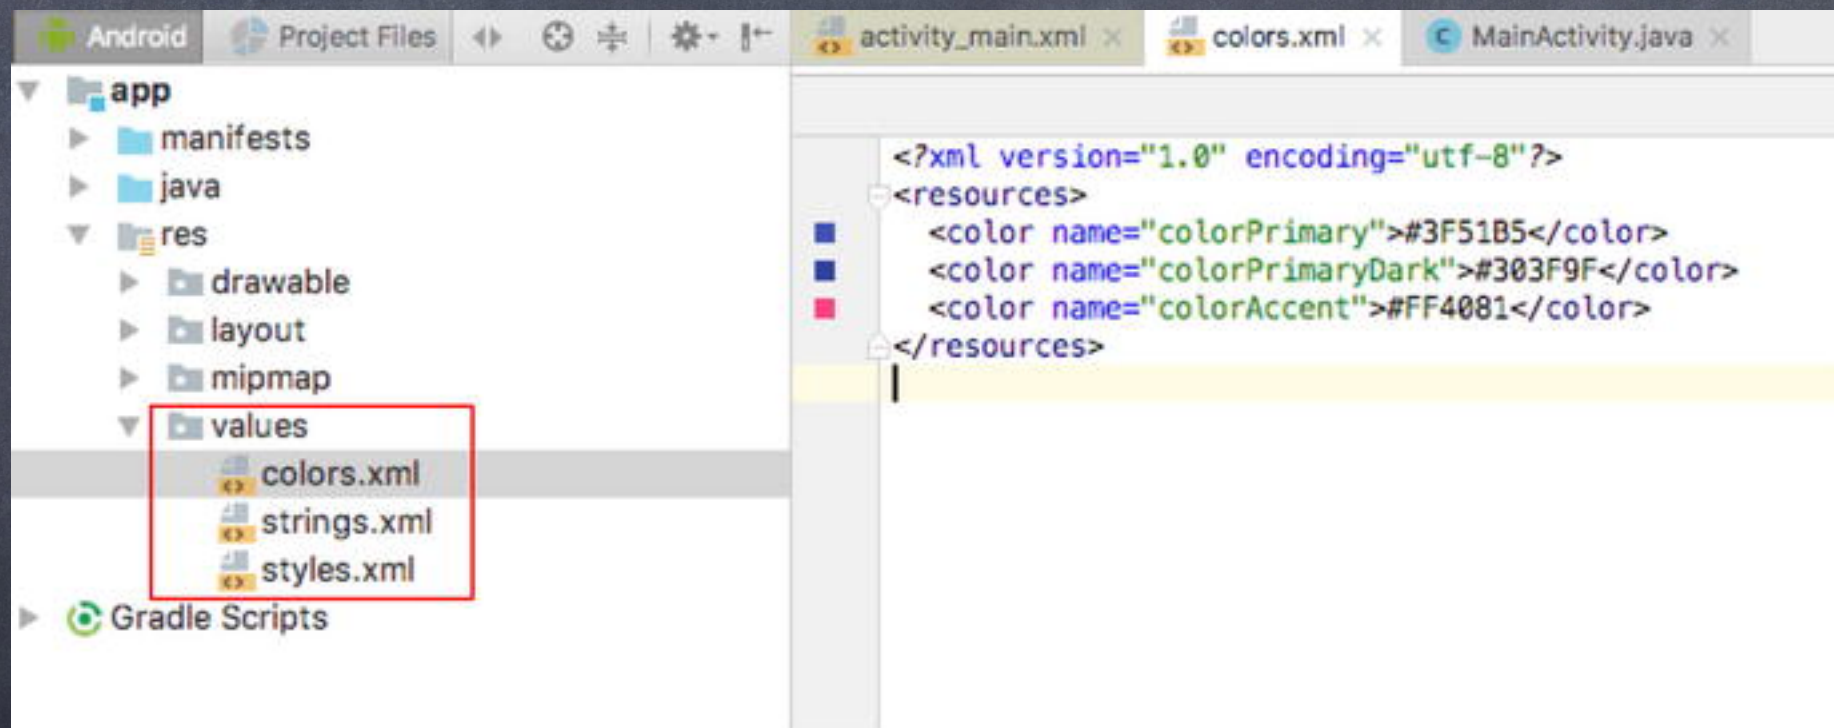 Android Project Files
app
manifests
java
res
drawable
layout
mipmap
values
colors.xml
strings.xml
styles.xml
Gradle Scripts
activity_main.xml colors.xml C MainActivity.java
<?xml version="1.0" encoding="utf-8"?>
<resources>
<color name="colorPrimary">#3F51B5</color>
<color name="colorPrimaryDark">#303F9F</color>
<color name="colorAccent">#FF4081</color>
</resources>